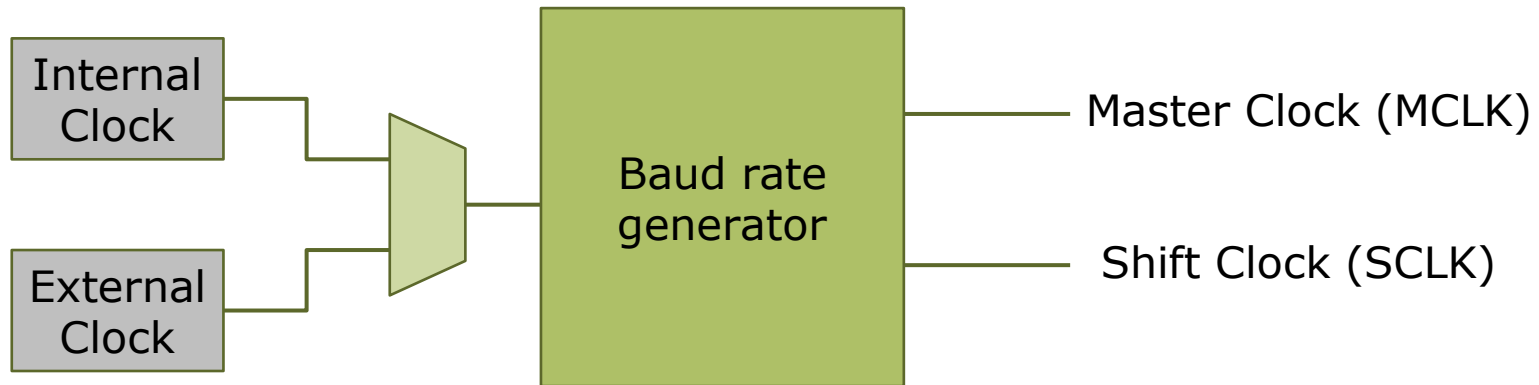 Internal
Clock
External
Clock
Baud rate
generator
Master Clock (MCLK)
Shift Clock (SCLK)